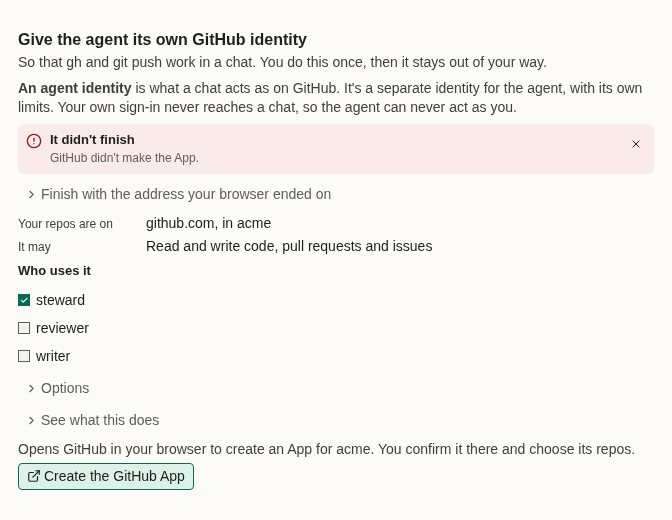 Give the agent its own GitHub identity
So that gh and git push work in a chat. You do this once, then it stays out of your way.
An agent identity is what a chat acts as on GitHub. It's a separate identity for the agent, with its own
limits. Your own sign-in never reaches a chat, so the agent can never act as you.
It didn't finish
GitHub didn't make the App.
Finish with the address your browser ended on
Your repos are on github.com, in acme
It may Read and write code, pull requests and issues
Who uses it
steward
reviewer
writer
Options
See what this does
Opens GitHub in your browser to create an App for acme. You confirm it there and choose its repos.
Create the GitHub App